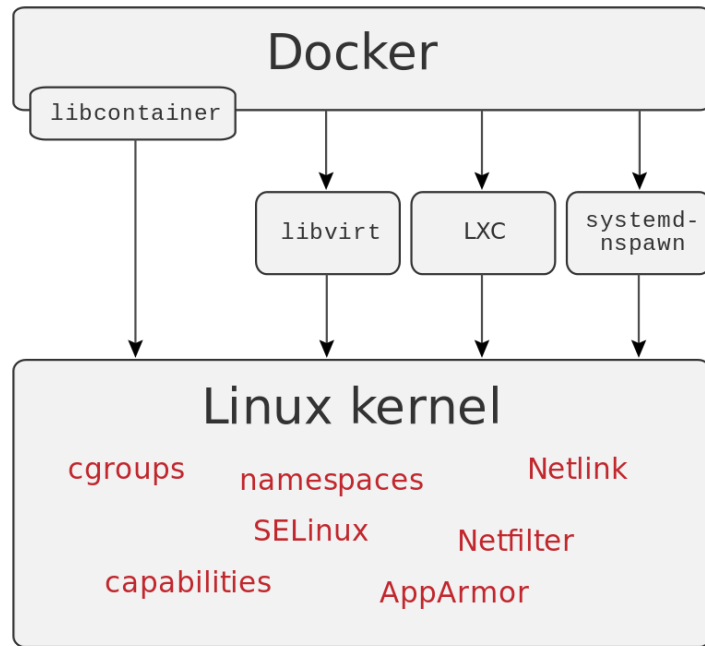 Docker
libcontainer
libvirt
LXC
systemd-
nspawn
Linux kernel
cgroups
namespaces
Netlink
SELinux
Netfilter
capabilities
AppArmor